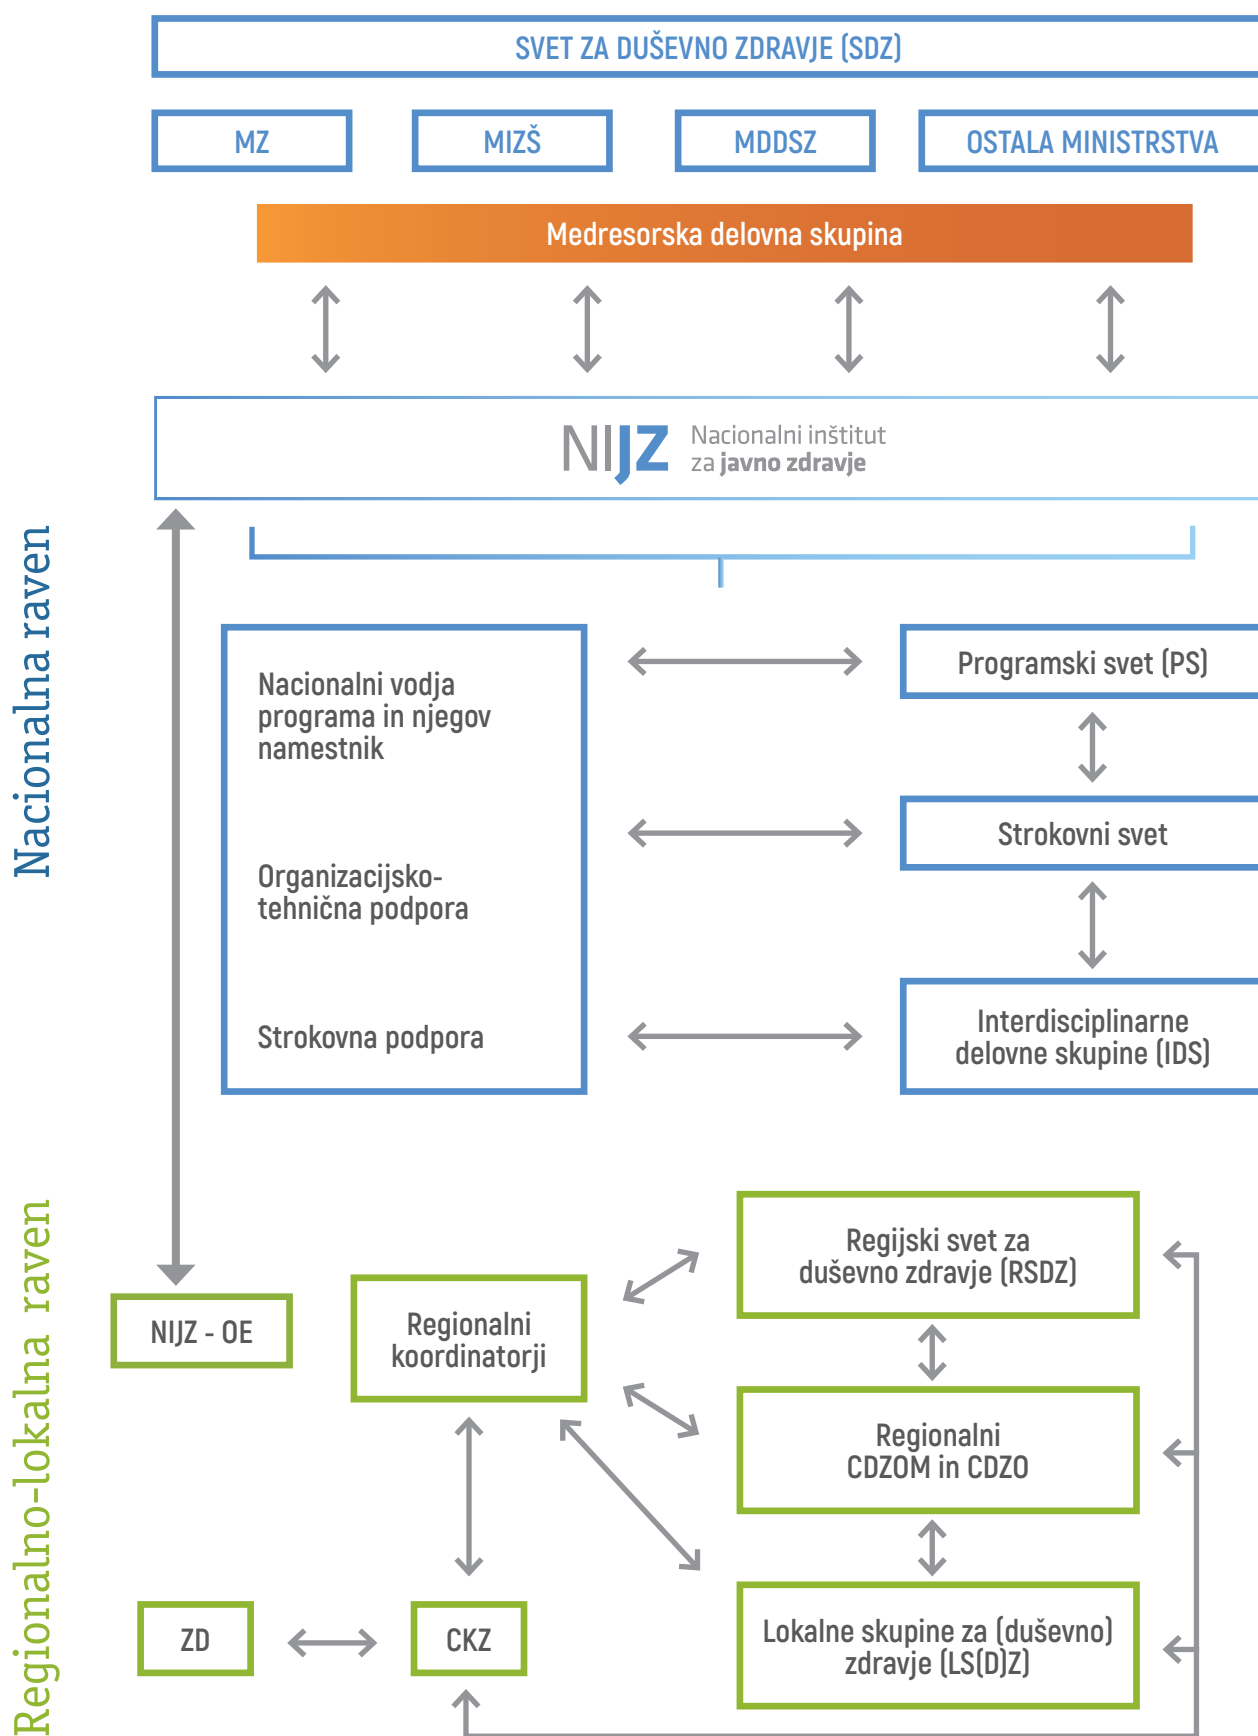 SVET ZA DUŠEVNO ZDRAVJE (SDZ)
MZ
MIZŠ
MDDSZ
OSTALA MINISTRSTVA
Medresorska delovna skupina
NIJZ
Nacionalni inštitut
za javno zdravje
Nacionalna raven
Nacionalni vodja
programa in njegov
namestnik
Organizacijsko-
tehnična podpora
Strokovna podpora
Programski svet (PS)
Strokovni svet
Interdisciplinarne
delovne skupine (IDS)
Regionalno-lokalna raven
NIJZ - OE
Regionalni
koordinatorji
Regijski svet za
duševno zdravje (RSDZ)
Regionalni
CDZOM in CDZO
ZD
CKZ
Lokalne skupine za (duševno)
zdravje (LS(D)Z)